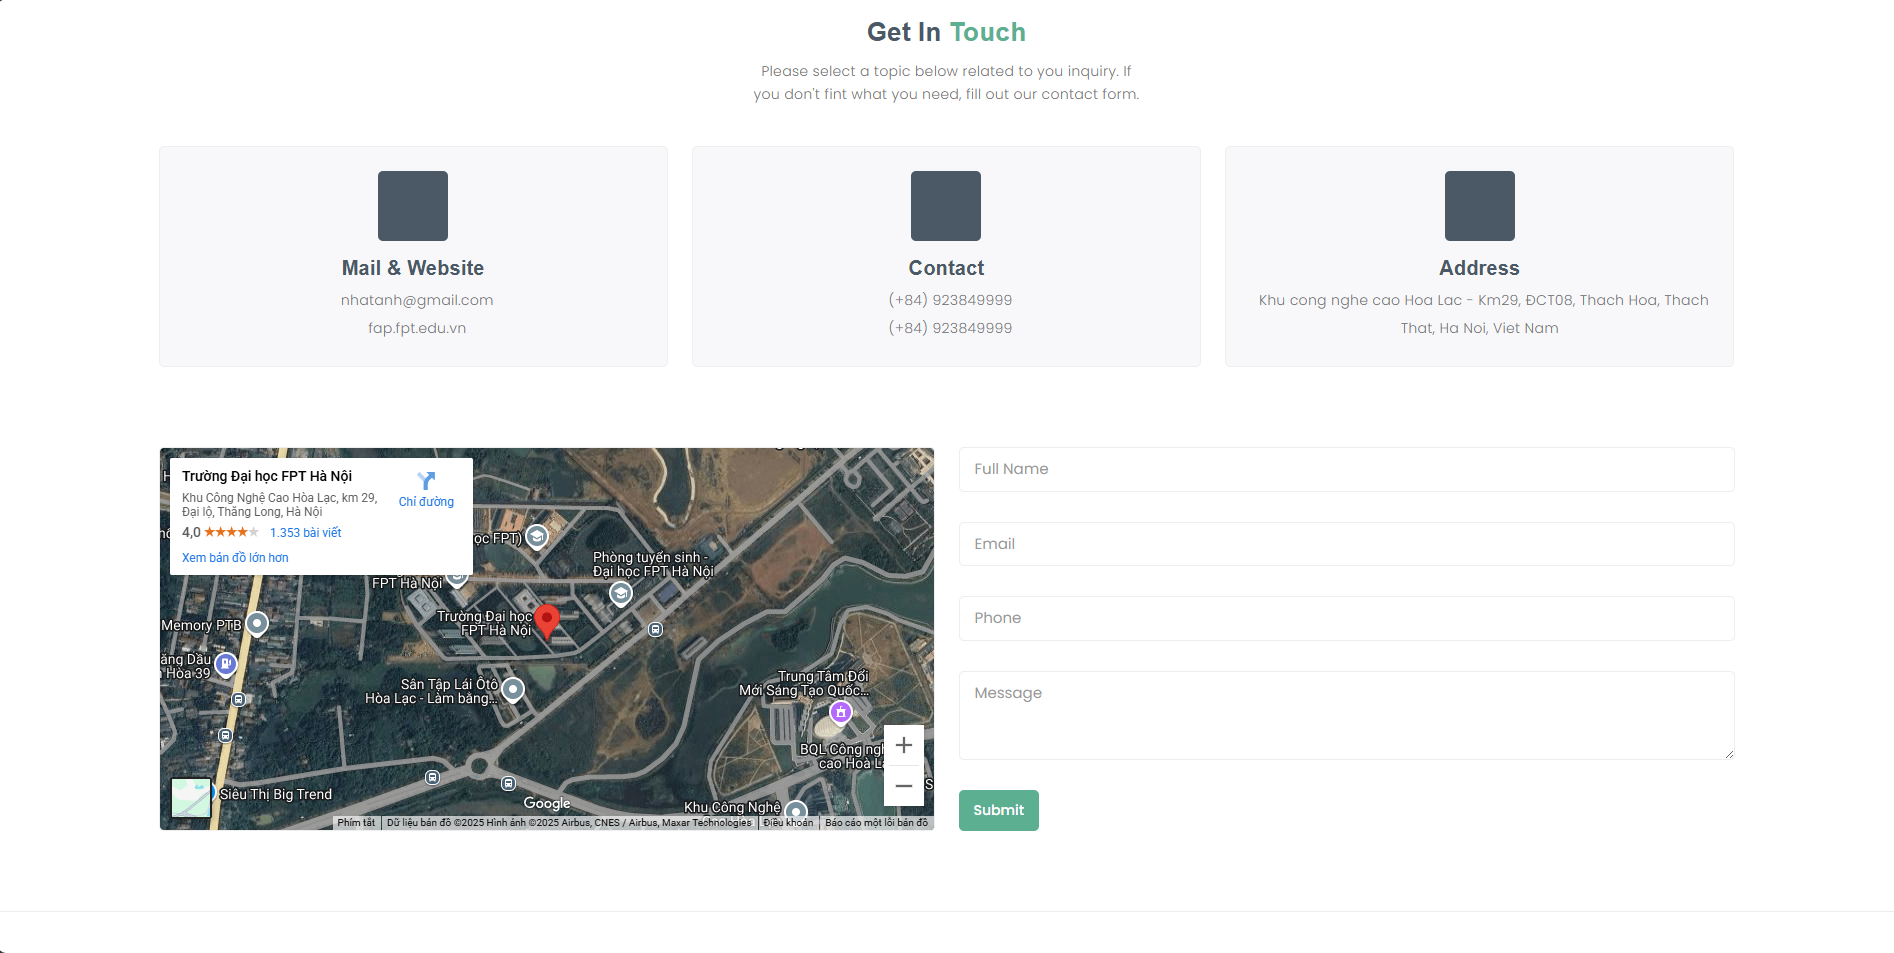 Get In Touch
Please select a topic below related to you inquiry. If
you don't fint what you need, fill out our contact form.
Mail & Website
nhatanh@gmail.com
fap.fpt.edu.vn
Contact
(+84) 923849999
(+84) 923849999
Address
Khu cong nghe cao Hoa Lac - Km29, ĐCT08, Thach Hoa, Thach
That, Ha Noi, Viet Nam
Trường Đại học FPT Hà Nội
Khu Công Nghệ Cao Hòa Lạc, km 29,
Đại lộ, Thăng Long, Hà Nội
4,0
1.353 bài viết
Xem bản đồ lớn hơn
Chỉ đường
ọc FPT)
FPT Hà Nội
Phòng tuyển sinh -
Đại học FPT Hà Nội
Trường Đại học
FPT Hà Nội
Memory PTB
ăng Dầu
Hòa 39
Sân Tập Lái Ôtô
Hòa Lạc - Làm bằng...
Trung Tâm Đổi
Mới Sáng Tạo Quốc...
BQL Công ngh
cao Hoà L
Siêu Thị Big Trend
Google
Khu Công Nghệ
Phím tắt
Dữ liệu bản đồ ©2025 Hình ảnh ©2025 Airbus, CNES / Airbus, Maxar Technologies
Điều khoản
Báo cáo một lỗi bản đồ
Full Name
Email
Phone
Message
Submit